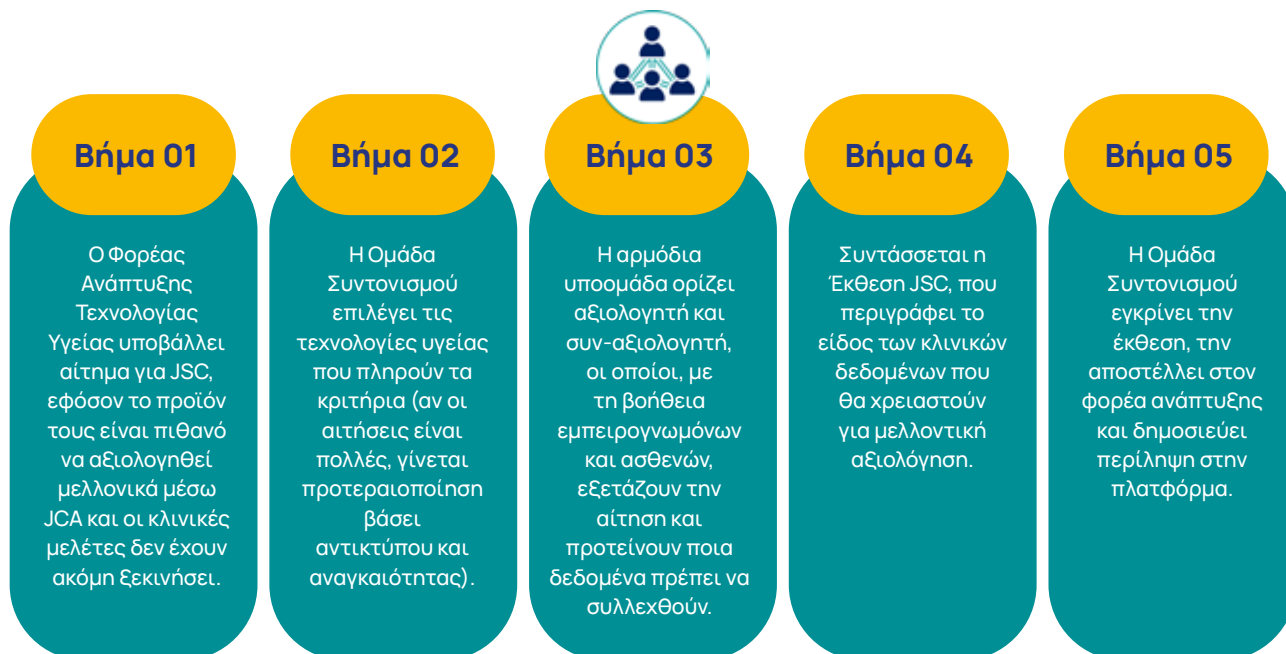 Βήμα 01
Ο Φορέας
Ανάπτυξης
Τεχνολογίας
Υγείας υποβάλλει
αίτημα για JSC,
εφόσον το προϊόν
τους είναι πιθανό
να αξιολογηθεί
μελλονικά μέσω
JCA και οι κλινικές
μελέτες δεν έχουν
ακόμη ξεκινήσει.
Βήμα 02
Η Ομάδα
Συντονισμού
επιλέγει τις
τεχνολογίες υγείας
που πληρούν τα
κριτήρια (αν οι
αιτήσεις είναι
πολλές, γίνεται
προτεραιοποίηση
βάσει
αντικτύπου και
αναγκαιότητας).
Βήμα 03
Η αρμόδια
υποομάδα ορίζει
αξιολογητή και
συν-αξιολογητή,
οι οποίοι, με
τη βοήθεια
εμπειρογνωμόνων
και ασθενών,
εξετάζουν την
αίτηση και
προτείνουν ποια
δεδομένα πρέπει να
συλλεχθούν.
Βήμα 04
Συντάσσεται η
Έκθεση JSC, που
περιγράφει το
είδος των κλινικών
δεδομένων που
θα χρειαστούν
για μελλοντική
αξιολόγηση.
Βήμα 05
Η Ομάδα
Συντονισμού
εγκρίνει την
έκθεση, την
αποστέλλει στον
φορέα ανάπτυξης
και δημοσιεύει
περίληψη στην
πλατφόρμα.